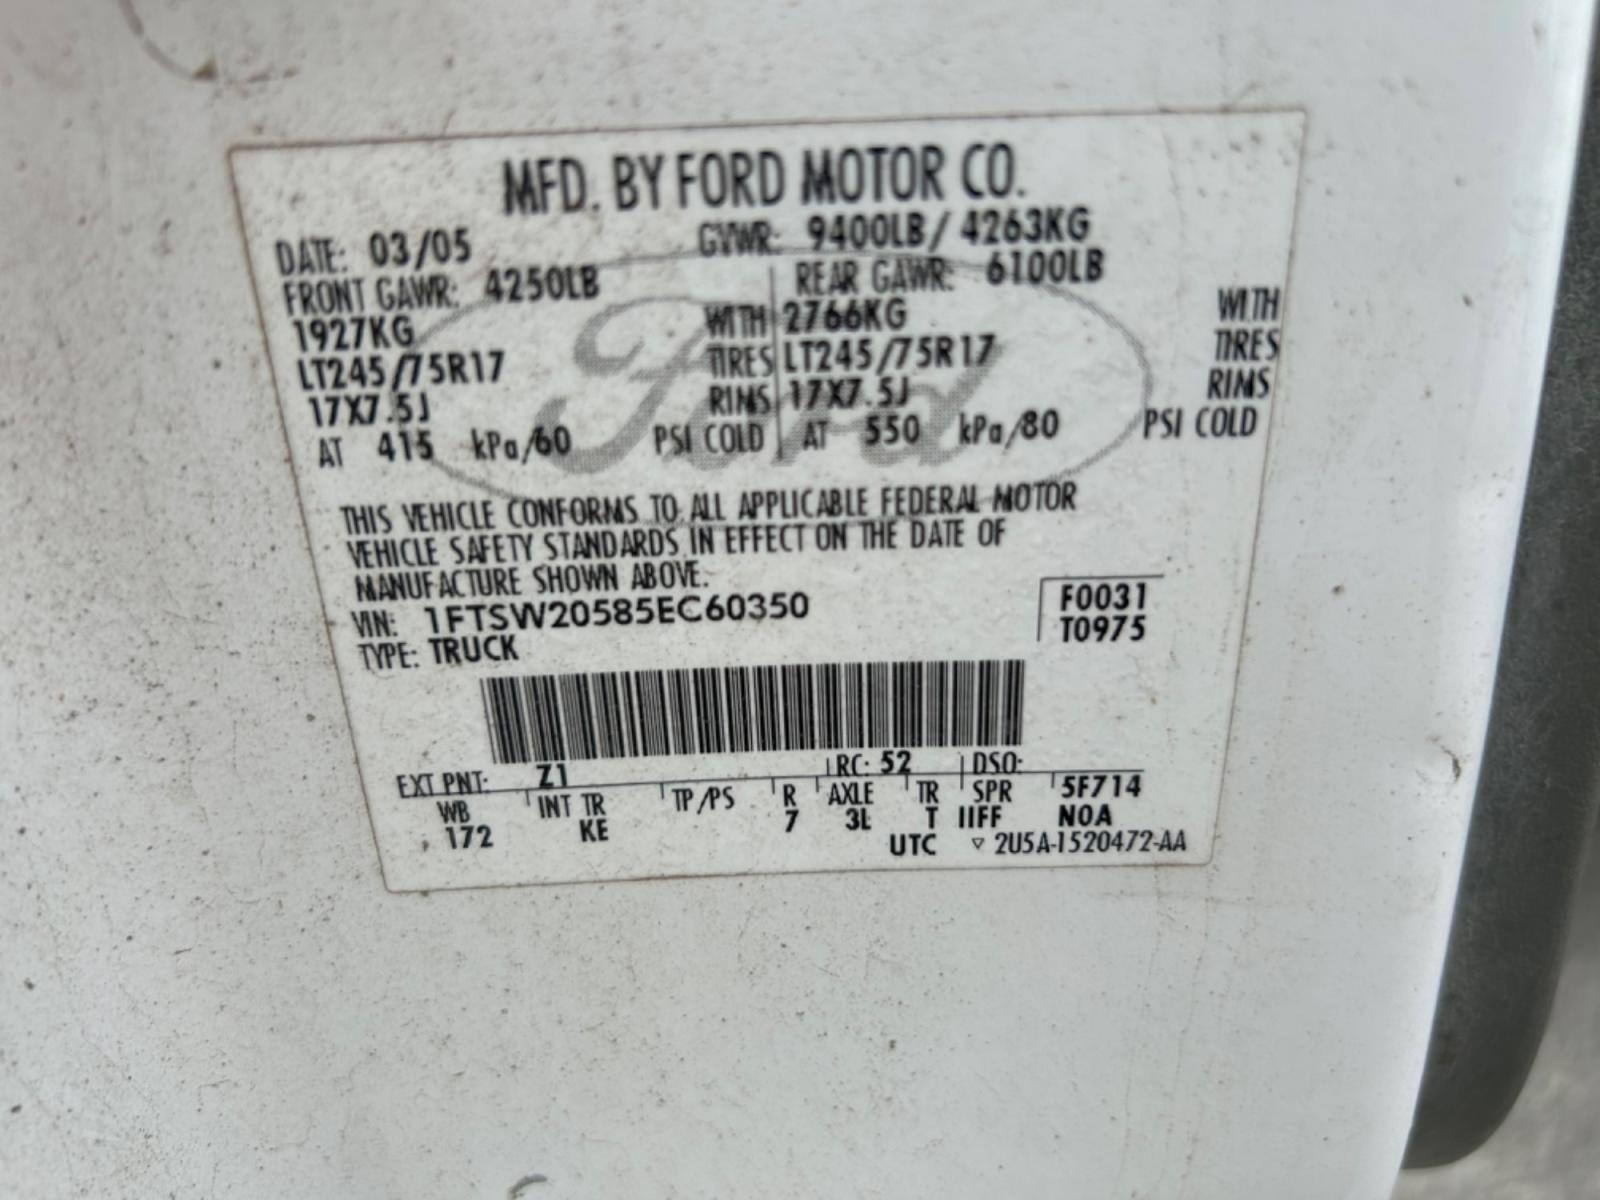 MFD. BY FORD MOTOR CO.
DATE: 03/05 GVWR: 9400LB / 4263KG
FRONT GAWR: 4250LB REAR GAWR: 6100LB
1927KG WITH 2766KG WITH
LT245/75R17 TIRES LT245/75R17 TIRES
17X7.5J RIMS 17X7.5J RIMS
AT 415 kPa/60 PSI COLD AT 550 kPa/80 PSI COLD
Ford
THIS VEHICLE CONFORMS TO ALL APPLICABLE FEDERAL MOTOR
VEHICLE SAFETY STANDARDS IN EFFECT ON THE DATE OF
MANUFACTURE SHOWN ABOVE.
VIN: 1FTSW20585EC60350 F0031
TYPE: TRUCK T0975
EXT PNT: Z1 RC: 52 DSO:
WB INT TR TP/PS R AXLE TR SPR 5F714
172 KE 7 3L T IIFF NOA
UTC ▽ 2U5A-1520472-AA